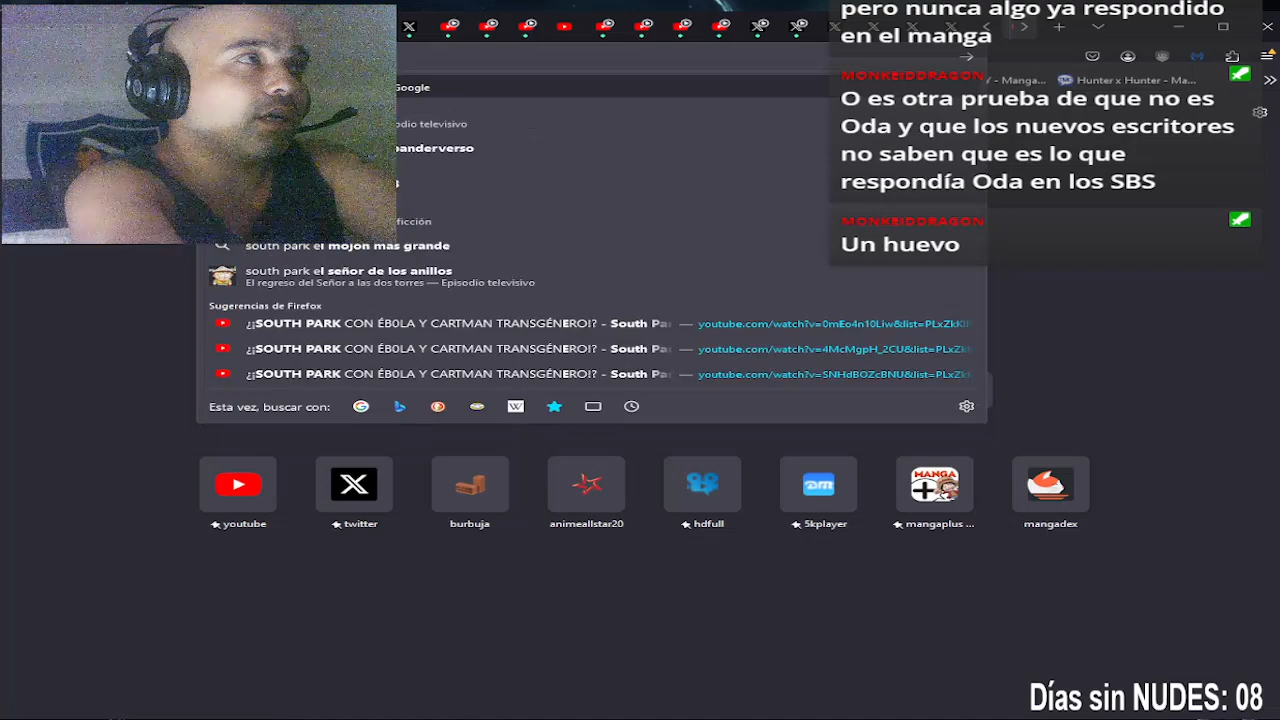 pero nunca algo ya respondido
en el manga
Manga...
Hunter x Hunter - Ma...
MONKEIDDRAGON
O es otra prueba de que no es
Oda y que los nuevos escritores
no saben que es lo que
respondía Oda en los SBS
MONKEIDDRAGON
Un huevo
Google
odio televisivo
panderverso
ficción
south park el mojon mas grande
south park el señor de los anillos
El regreso del Señor a las dos torres — Episodio televisivo
Sugerencias de Firefox
¿¡SOUTH PARK CON ÉB0LA Y CARTMAN TRANSGÉNERO!? - South Pa — youtube.com/watch?v=0mEo4n10Liw&list=PLxZkKl
¿¡SOUTH PARK CON ÉB0LA Y CARTMAN TRANSGÉNERO!? - South Pa — youtube.com/watch?v=4McMgpH_2CU&list=PLxZk
¿¡SOUTH PARK CON ÉB0LA Y CARTMAN TRANSGÉNERO!? - South Pa — youtube.com/watch?v=SNHdBOZcBNU&list=PLxZk
Esta vez, buscar con:
youtube
twitter
burbuja
animeallstar20
hdfull
5kplayer
mangaplus ...
mangadex
Días sin NUDES: 08